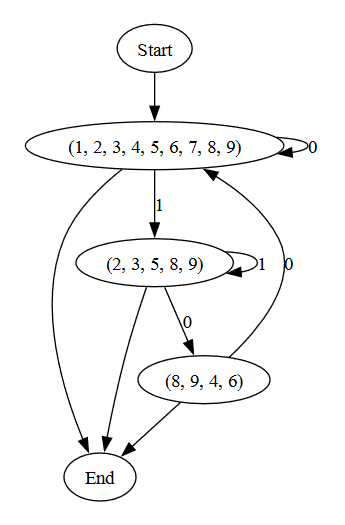 Start
(1, 2, 3, 4, 5, 6, 7, 8, 9)
0
1
(2, 3, 5, 8, 9)
1
0
0
(8, 9, 4, 6)
End